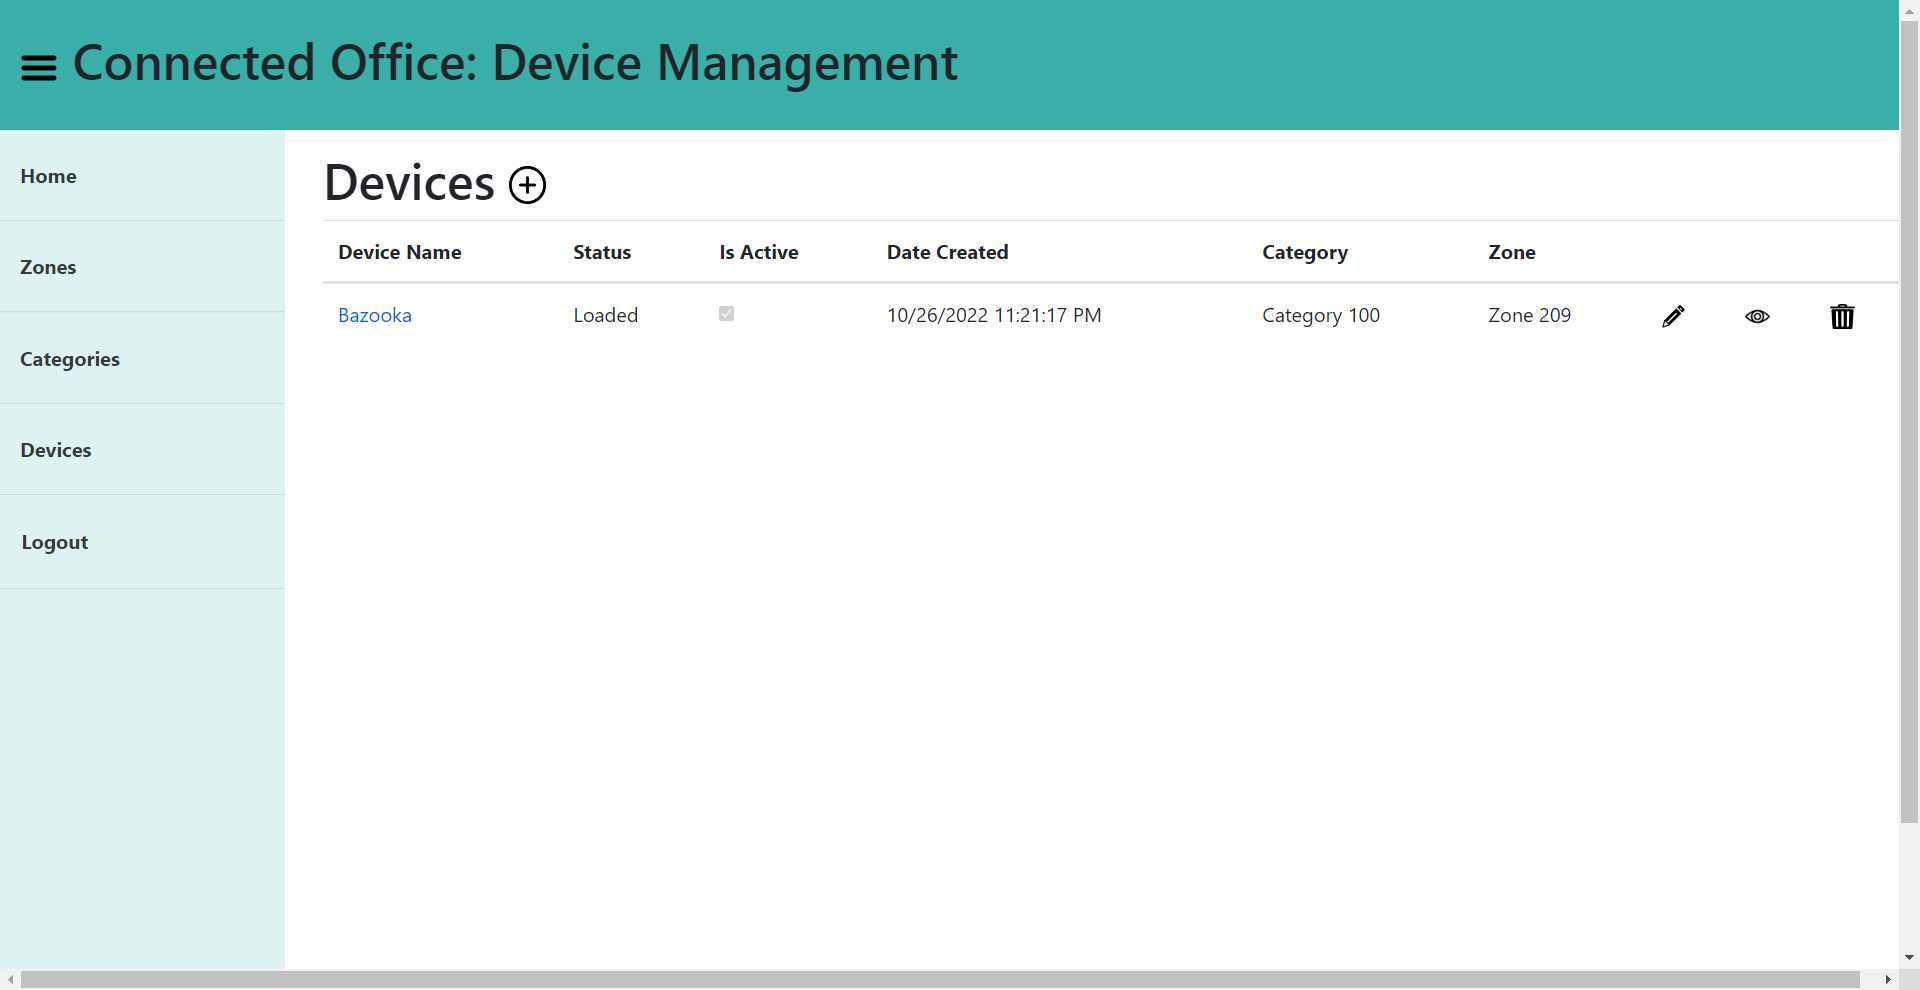 Connected Office: Device Management
Home
Zones
Categories
Devices
Logout
Devices
Device Name Status Is Active Date Created Category Zone
Bazooka Loaded 10/26/2022 11:21:17 PM Category 100 Zone 209